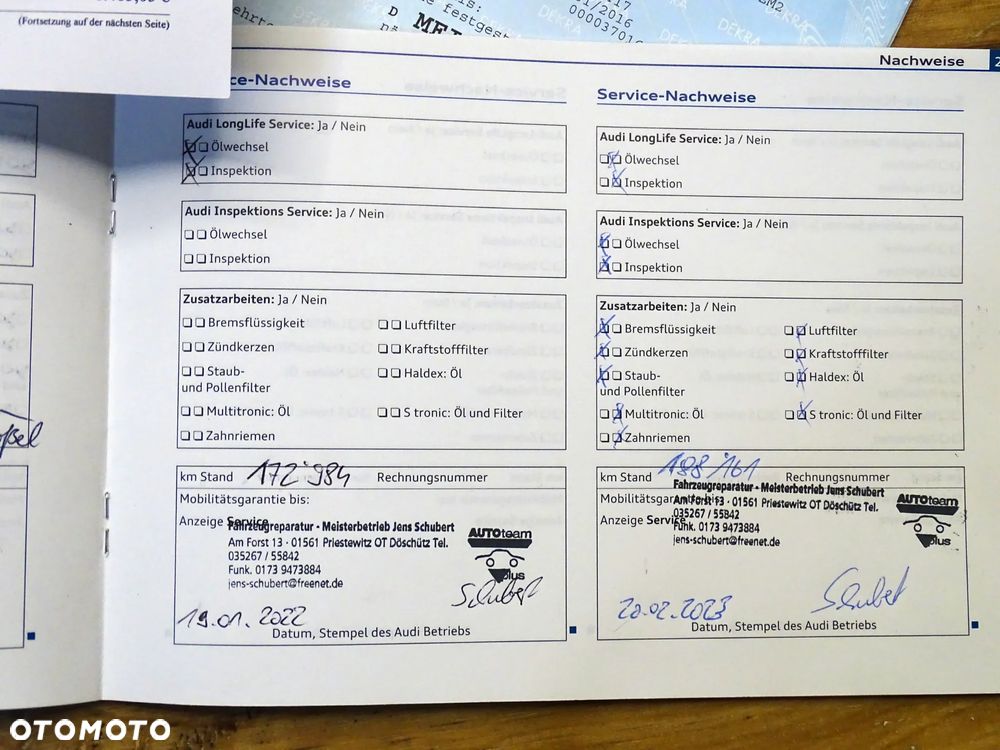 (Fortsetzung auf der nächsten Seite)
0000037016
DEKRA
Nachweise
ce-Nachweise
Audi LongLife Service: Ja / Nein
Ölwechsel
Inspektion
Audi Inspektions Service: Ja / Nein
Ölwechsel
Inspektion
Zusatzarbeiten: Ja / Nein
Bremsflüssigkeit Luftfilter
Zündkerzen Kraftstofffilter
Staub- Haldex: Öl
und Pollenfilter
Multitronic: Öl S tronic: Öl und Filter
Zahnriemen
km Stand 172'984 Rechnungsnummer
Mobilitätsgarantie bis:
Anzeige Service
Fahrzeugreparatur - Meisterbetrieb Jens Schubert
Am Forst 13 · 01561 Priestewitz OT Döschütz Tel.
035267 / 55842
Funk. 0173 9473884
jens-schubert@freenet.de
AUTOteam
plus
Schubert
19.01.2022
Datum, Stempel des Audi Betriebs
Service-Nachweise
Audi LongLife Service: Ja / Nein
Ölwechsel
Inspektion
Audi Inspektions Service: Ja / Nein
Ölwechsel
Inspektion
Zusatzarbeiten: Ja / Nein
Bremsflüssigkeit Luftfilter
Zündkerzen Kraftstofffilter
Staub- Haldex: Öl
und Pollenfilter
Multitronic: Öl S tronic: Öl und Filter
Zahnriemen
km Stand 198'161 Rechnungsnummer
Mobilitätsgarantie bis:
Anzeige Service
Fahrzeugreparatur - Meisterbetrieb Jens Schubert
Am Forst 13 · 01561 Priestewitz OT Döschütz Tel.
035267 / 55842
Funk. 0173 9473884
jens-schubert@freenet.de
AUTOteam
plus
Schubert
20.02.2023
Datum, Stempel des Audi Betriebs
OTOMOTO